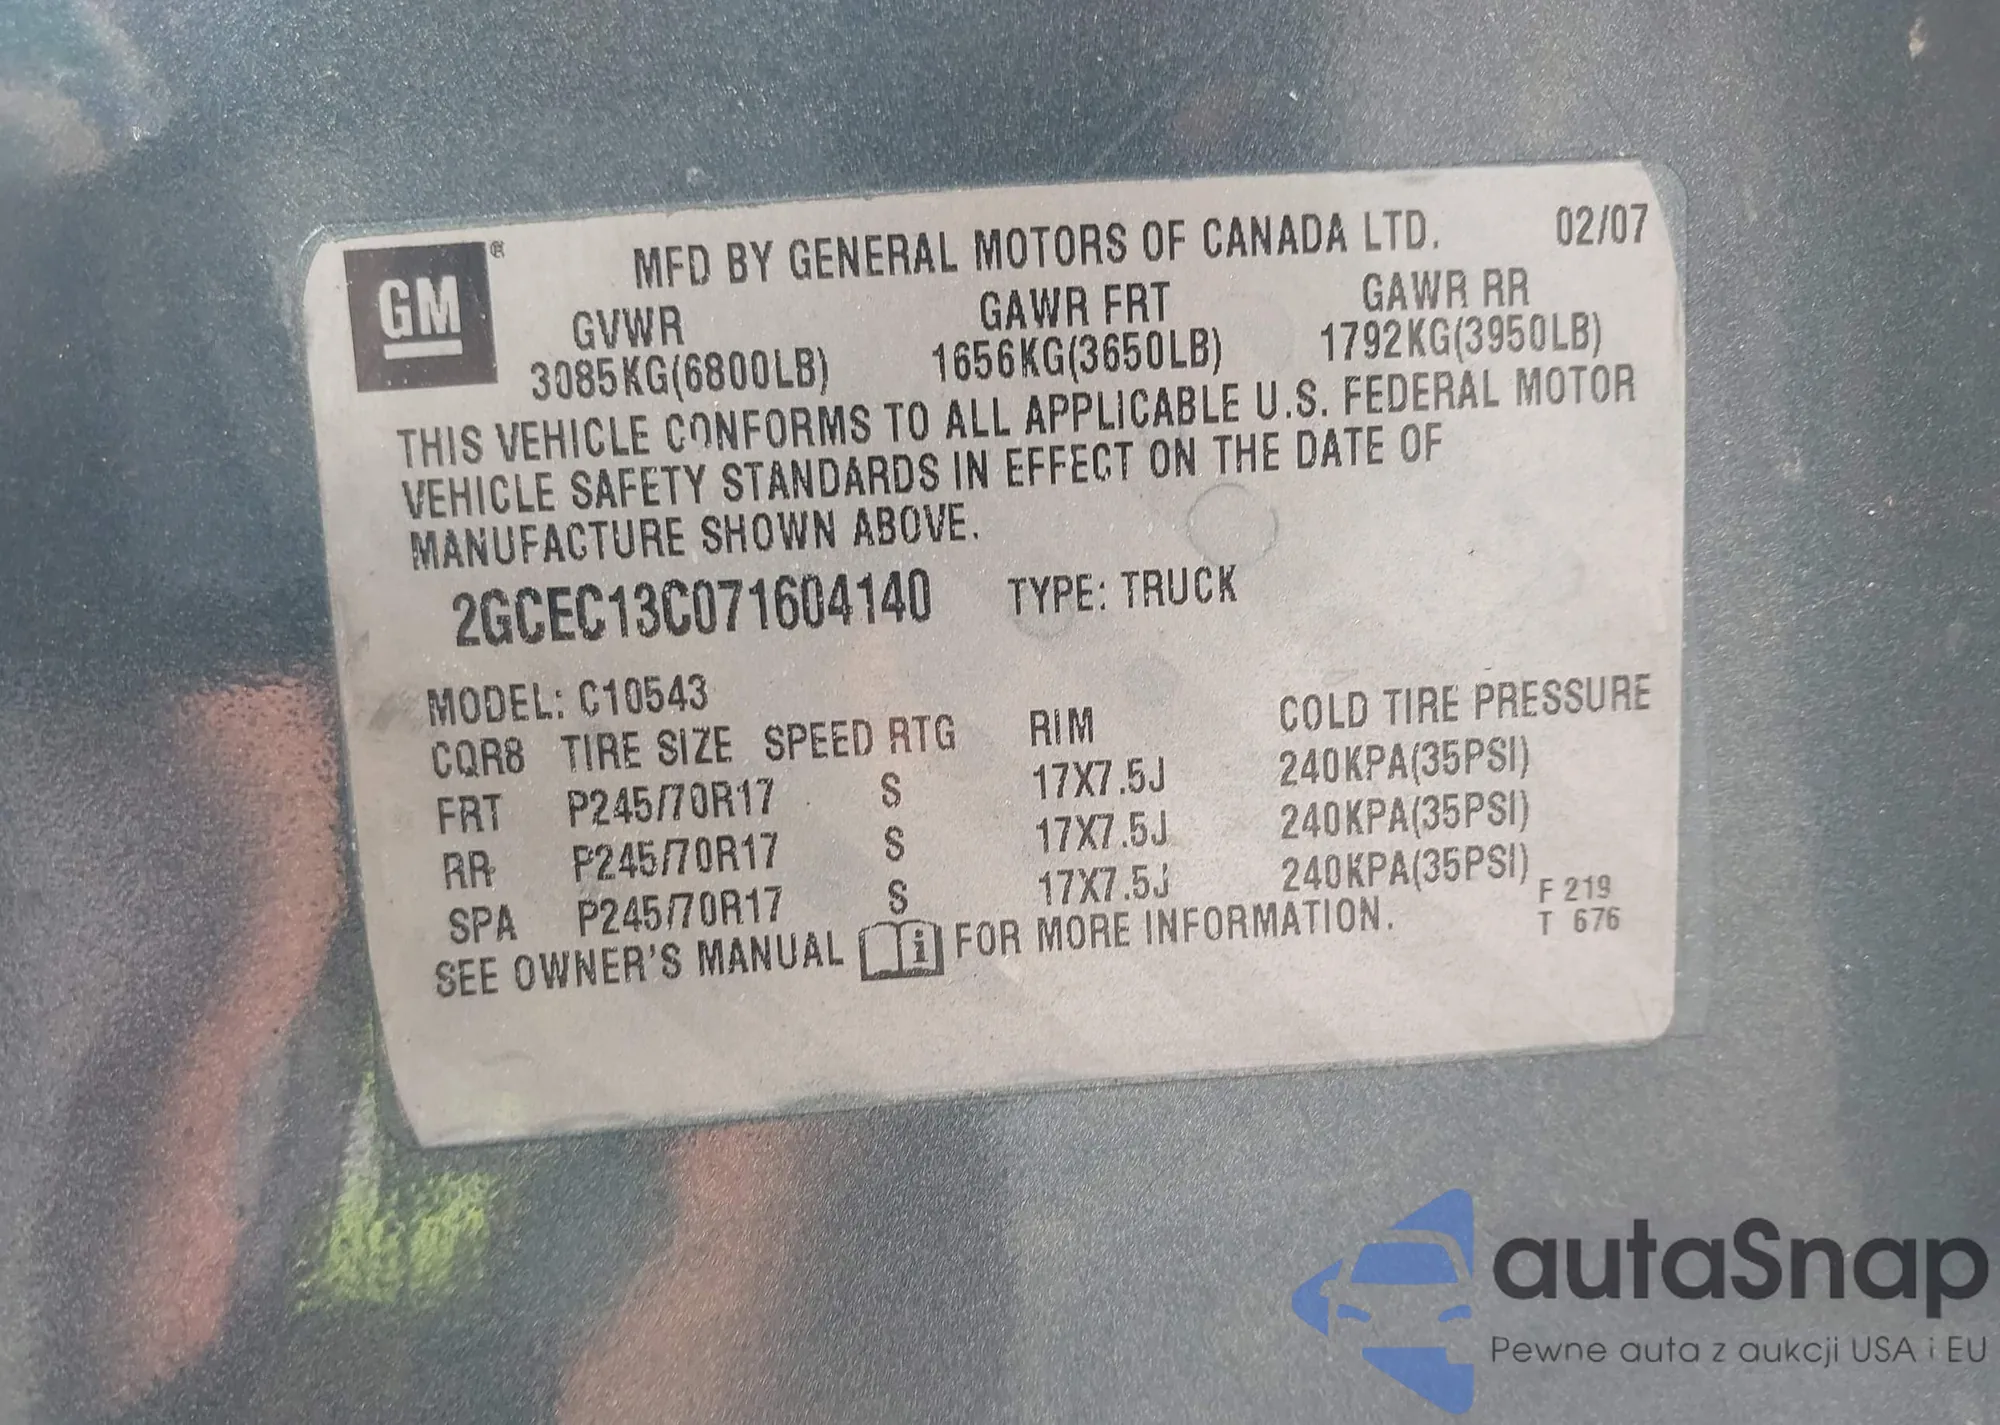 GM®
MFD BY GENERAL MOTORS OF CANADA LTD. 02/07
GVWR GAWR FRT GAWR RR
3085KG(6800LB) 1656KG(3650LB) 1792KG(3950LB)
THIS VEHICLE CONFORMS TO ALL APPLICABLE U.S. FEDERAL MOTOR
VEHICLE SAFETY STANDARDS IN EFFECT ON THE DATE OF
MANUFACTURE SHOWN ABOVE.
2GCEC13C071604140 TYPE: TRUCK
MODEL: C10543
CQR8 TIRE SIZE SPEED RTG RIM COLD TIRE PRESSURE
FRT P245/70R17 S 17X7.5J 240KPA(35PSI)
RR P245/70R17 S 17X7.5J 240KPA(35PSI)
SPA P245/70R17 S 17X7.5J 240KPA(35PSI)
F 219
T 676
SEE OWNER'S MANUAL i FOR MORE INFORMATION.
autaSnap
Pewne auta z aukcji USA i EU